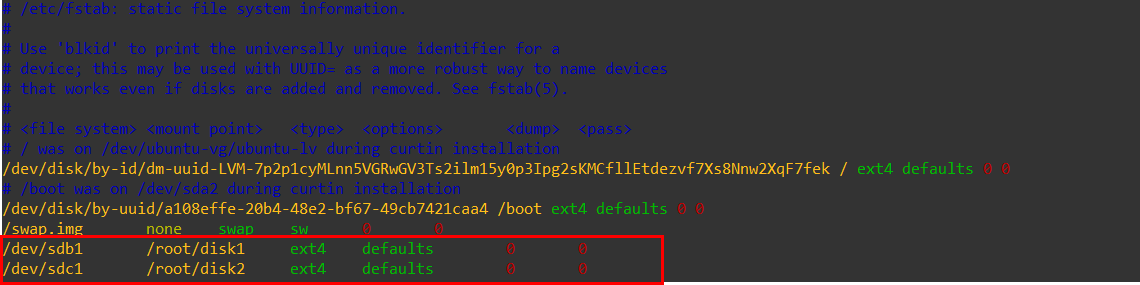 # /etc/fstab: static file system information.
#
# Use 'blkid' to print the universally unique identifier for a
# device; this may be used with UUID= as a more robust way to name devices
# that works even if disks are added and removed. See fstab(5).
#
# <file system> <mount point>   <type>  <options>       <dump>  <pass>
# / was on /dev/ubuntu-vg/ubuntu-lv during curtin installation
/dev/disk/by-id/dm-uuid-LVM-7p2p1cyMLnn5VGRwGV3Ts2ilm15y0p3Ipg2sKMCfllEtdezvf7Xs8Nnw2XqF7fek / ext4 defaults 0 0
# /boot was on /dev/sda2 during curtin installation
/dev/disk/by-uuid/a108effe-20b4-48e2-bf67-49cb7421caa4 /boot ext4 defaults 0 0
/swap.img       none    swap    sw      0       0
/dev/sdb1       /root/disk1     ext4    defaults        0       0
/dev/sdc1       /root/disk2     ext4    defaults        0       0